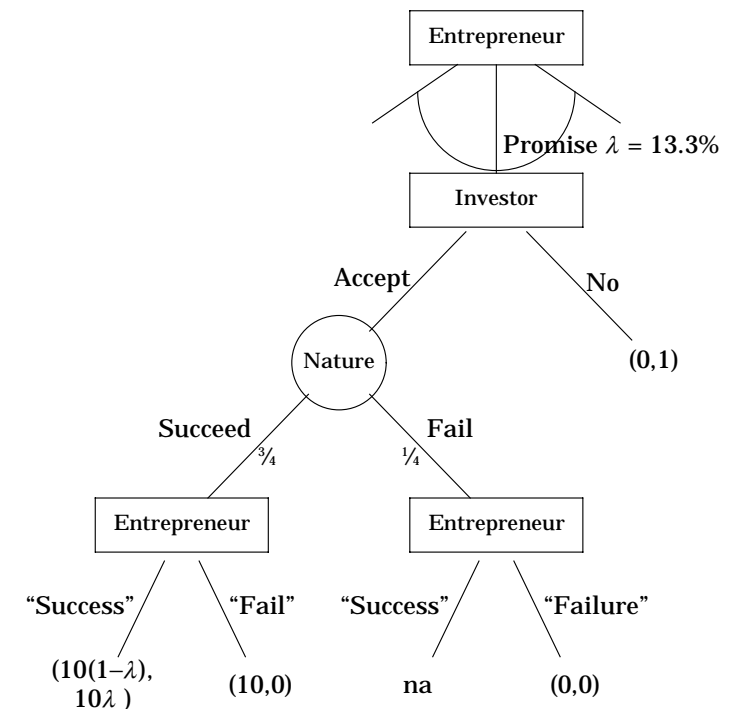 Entrepreneur
Promise λ = 13.3%
Investor
Accept
No
(0,1)
Nature
Succeed
Fail
¾
¼
Entrepreneur
Entrepreneur
“Success”
“Fail”
“Success”
“Failure”
(10(1–λ),
10λ )
(10,0)
na
(0,0)